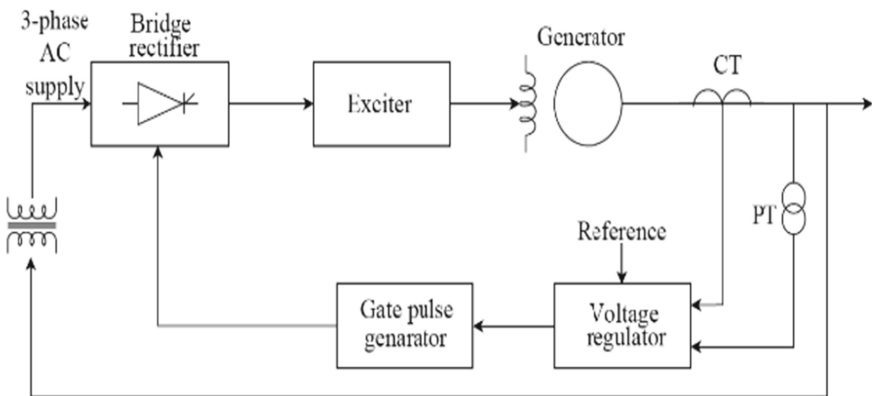 3-phase
AC
supply
Bridge
rectifier
Exciter
Generator
CT
PT
Reference
Voltage
regulator
Gate pulse
genarator